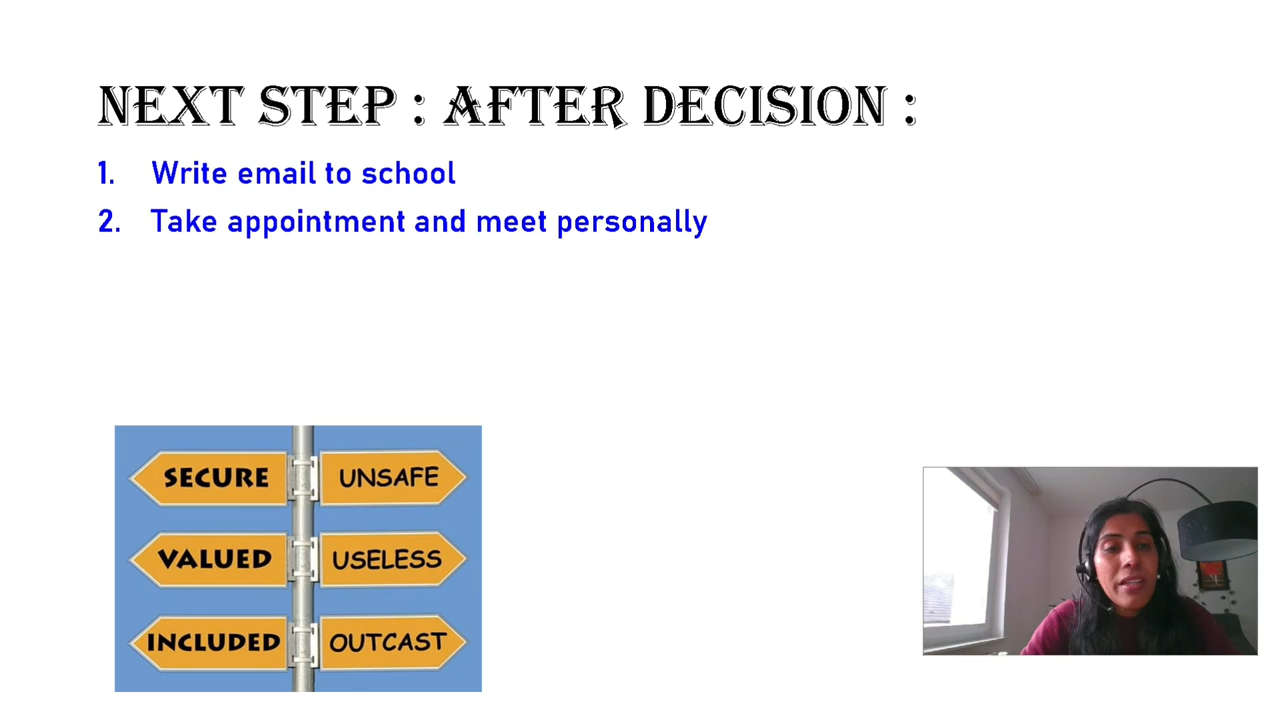 NEXT STEP : AFTER DECISION :
1. Write email to school
2. Take appointment and meet personally
SECURE UNSAFE
VALUED USELESS
INCLUDED OUTCAST